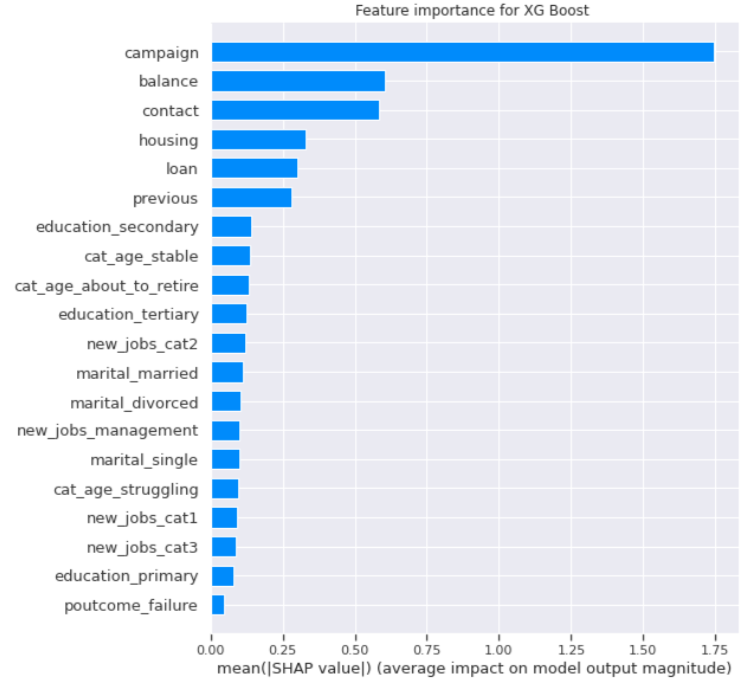 Feature importance for XG Boost
campaign
balance
contact
housing
loan
previous
education_secondary
cat_age_stable
cat_age_about_to_retire
education_tertiary
new_jobs_cat2
marital_married
marital_divorced
new_jobs_management
marital_single
cat_age_struggling
new_jobs_cat1
new_jobs_cat3
education_primary
poutcome_failure
0.00 0.25 0.50 0.75 1.00 1.25 1.50 1.75
mean(|SHAP value|) (average impact on model output magnitude)